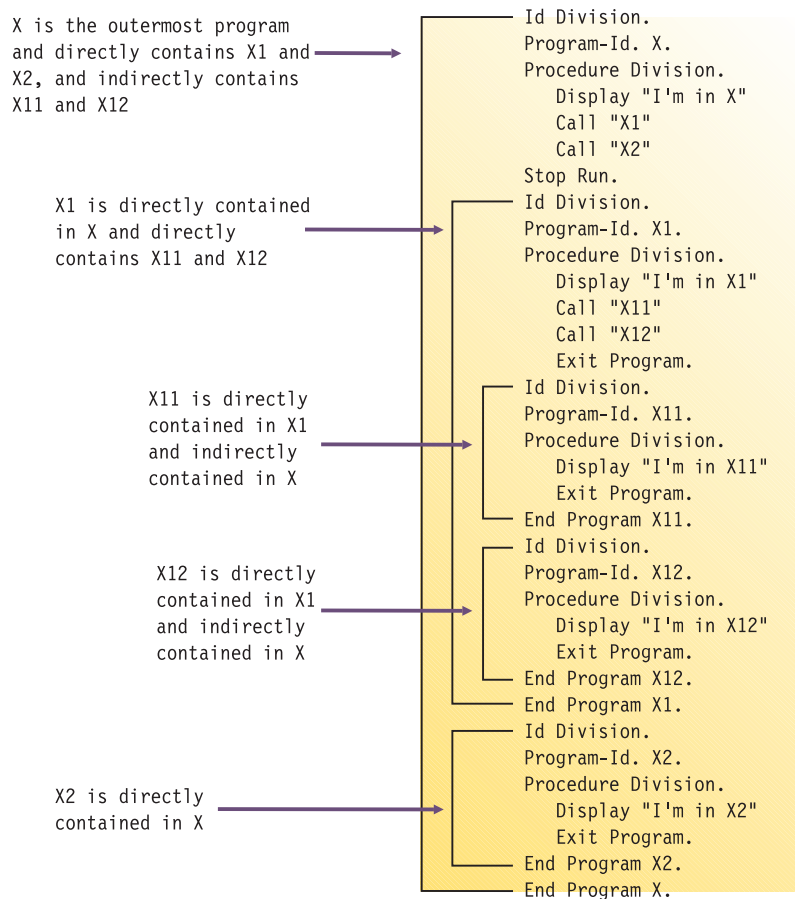 X is the outermost program
and directly contains X1 and
X2, and indirectly contains
X11 and X12
X1 is directly contained
in X and directly
contains X11 and X12
X11 is directly
contained in X1
and indirectly
contained in X
X12 is directly
contained in X1
and indirectly
contained in X
X2 is directly
contained in X
Id Division.
Program-Id. X.
Procedure Division.
Display "I'm in X"
Call "X1"
Call "X2"
Stop Run.
Id Division.
Program-Id. X1.
Procedure Division.
Display "I'm in X1"
Call "X11"
Call "X12"
Exit Program.
Id Division.
Program-Id. X11.
Procedure Division.
Display "I'm in X11"
Exit Program.
End Program X11.
Id Division.
Program-Id. X12.
Procedure Division.
Display "I'm in X12"
Exit Program.
End Program X12.
End Program X1.
Id Division.
Program-Id. X2.
Procedure Division.
Display "I'm in X2"
Exit Program.
End Program X2.
End Program X.